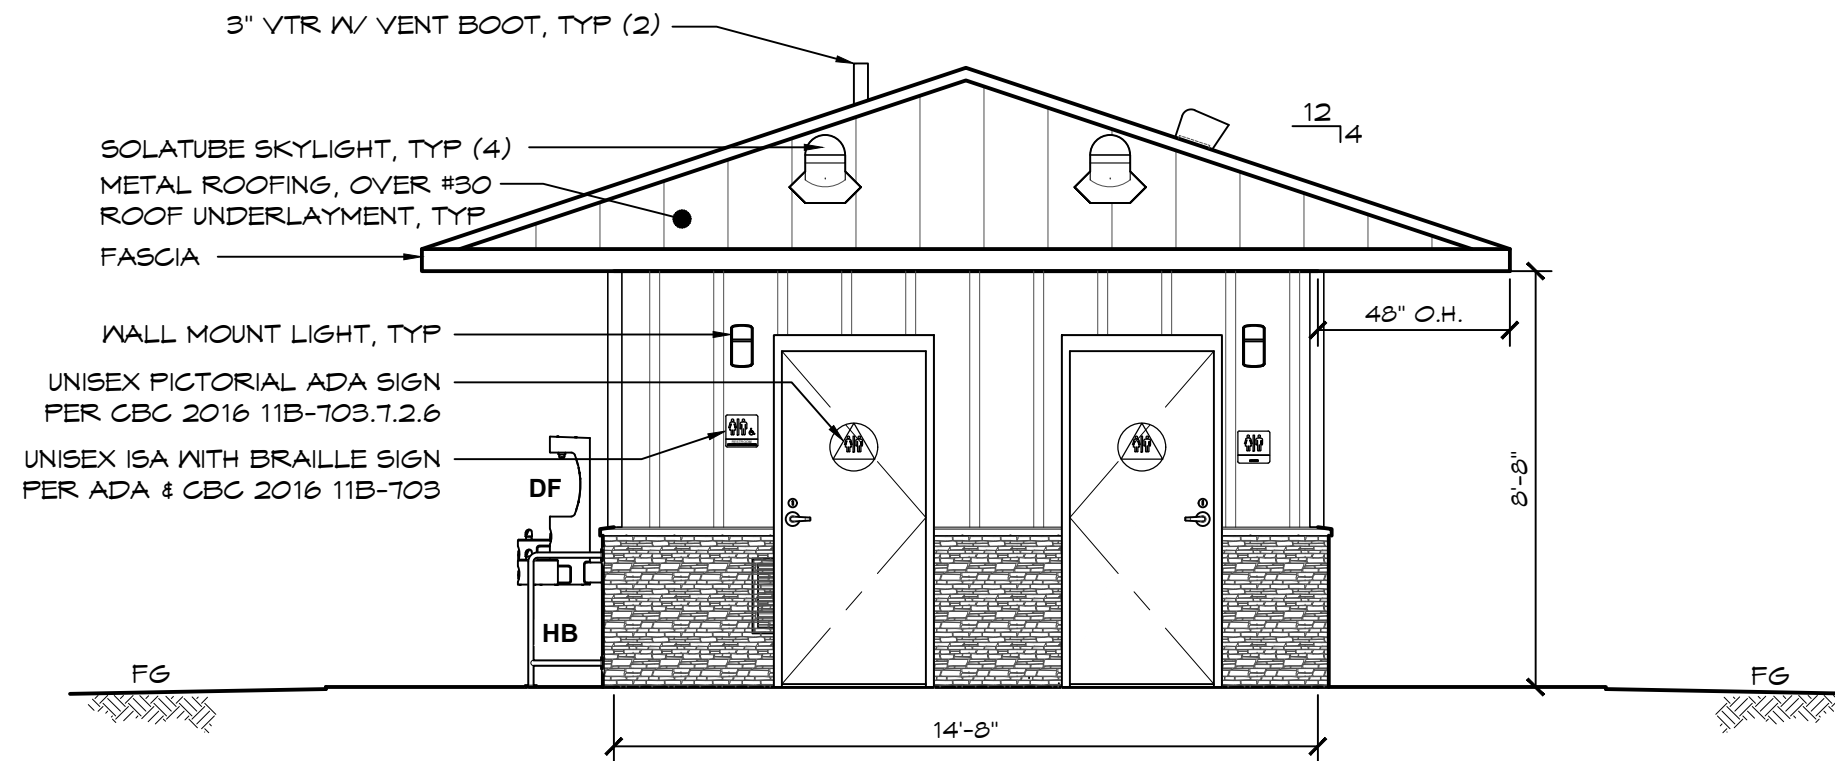 3" VTR W/ VENT BOOT, TYP (2)
SOLATUBE SKYLIGHT, TYP (4)
METAL ROOFING, OVER #30
ROOF UNDERLAYMENT, TYP
FASCIA
12
4
48" O.H.
WALL MOUNT LIGHT, TYP
UNISEX PICTORIAL ADA SIGN
PER CBC 2016 11B-703.7.2.6
UNISEX ISA WITH BRAILLE SIGN
PER ADA & CBC 2016 11B-703
DF
HB
8'-8"
FG
FG
14'-8"